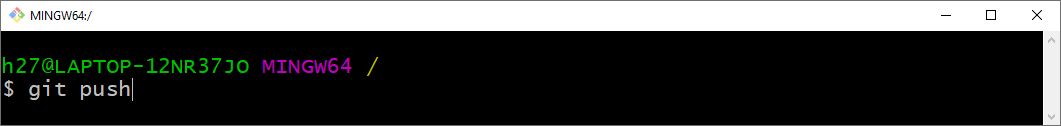 MINGW64:/
h27@LAPTOP-12NR37JO MINGW64 /
$ git push